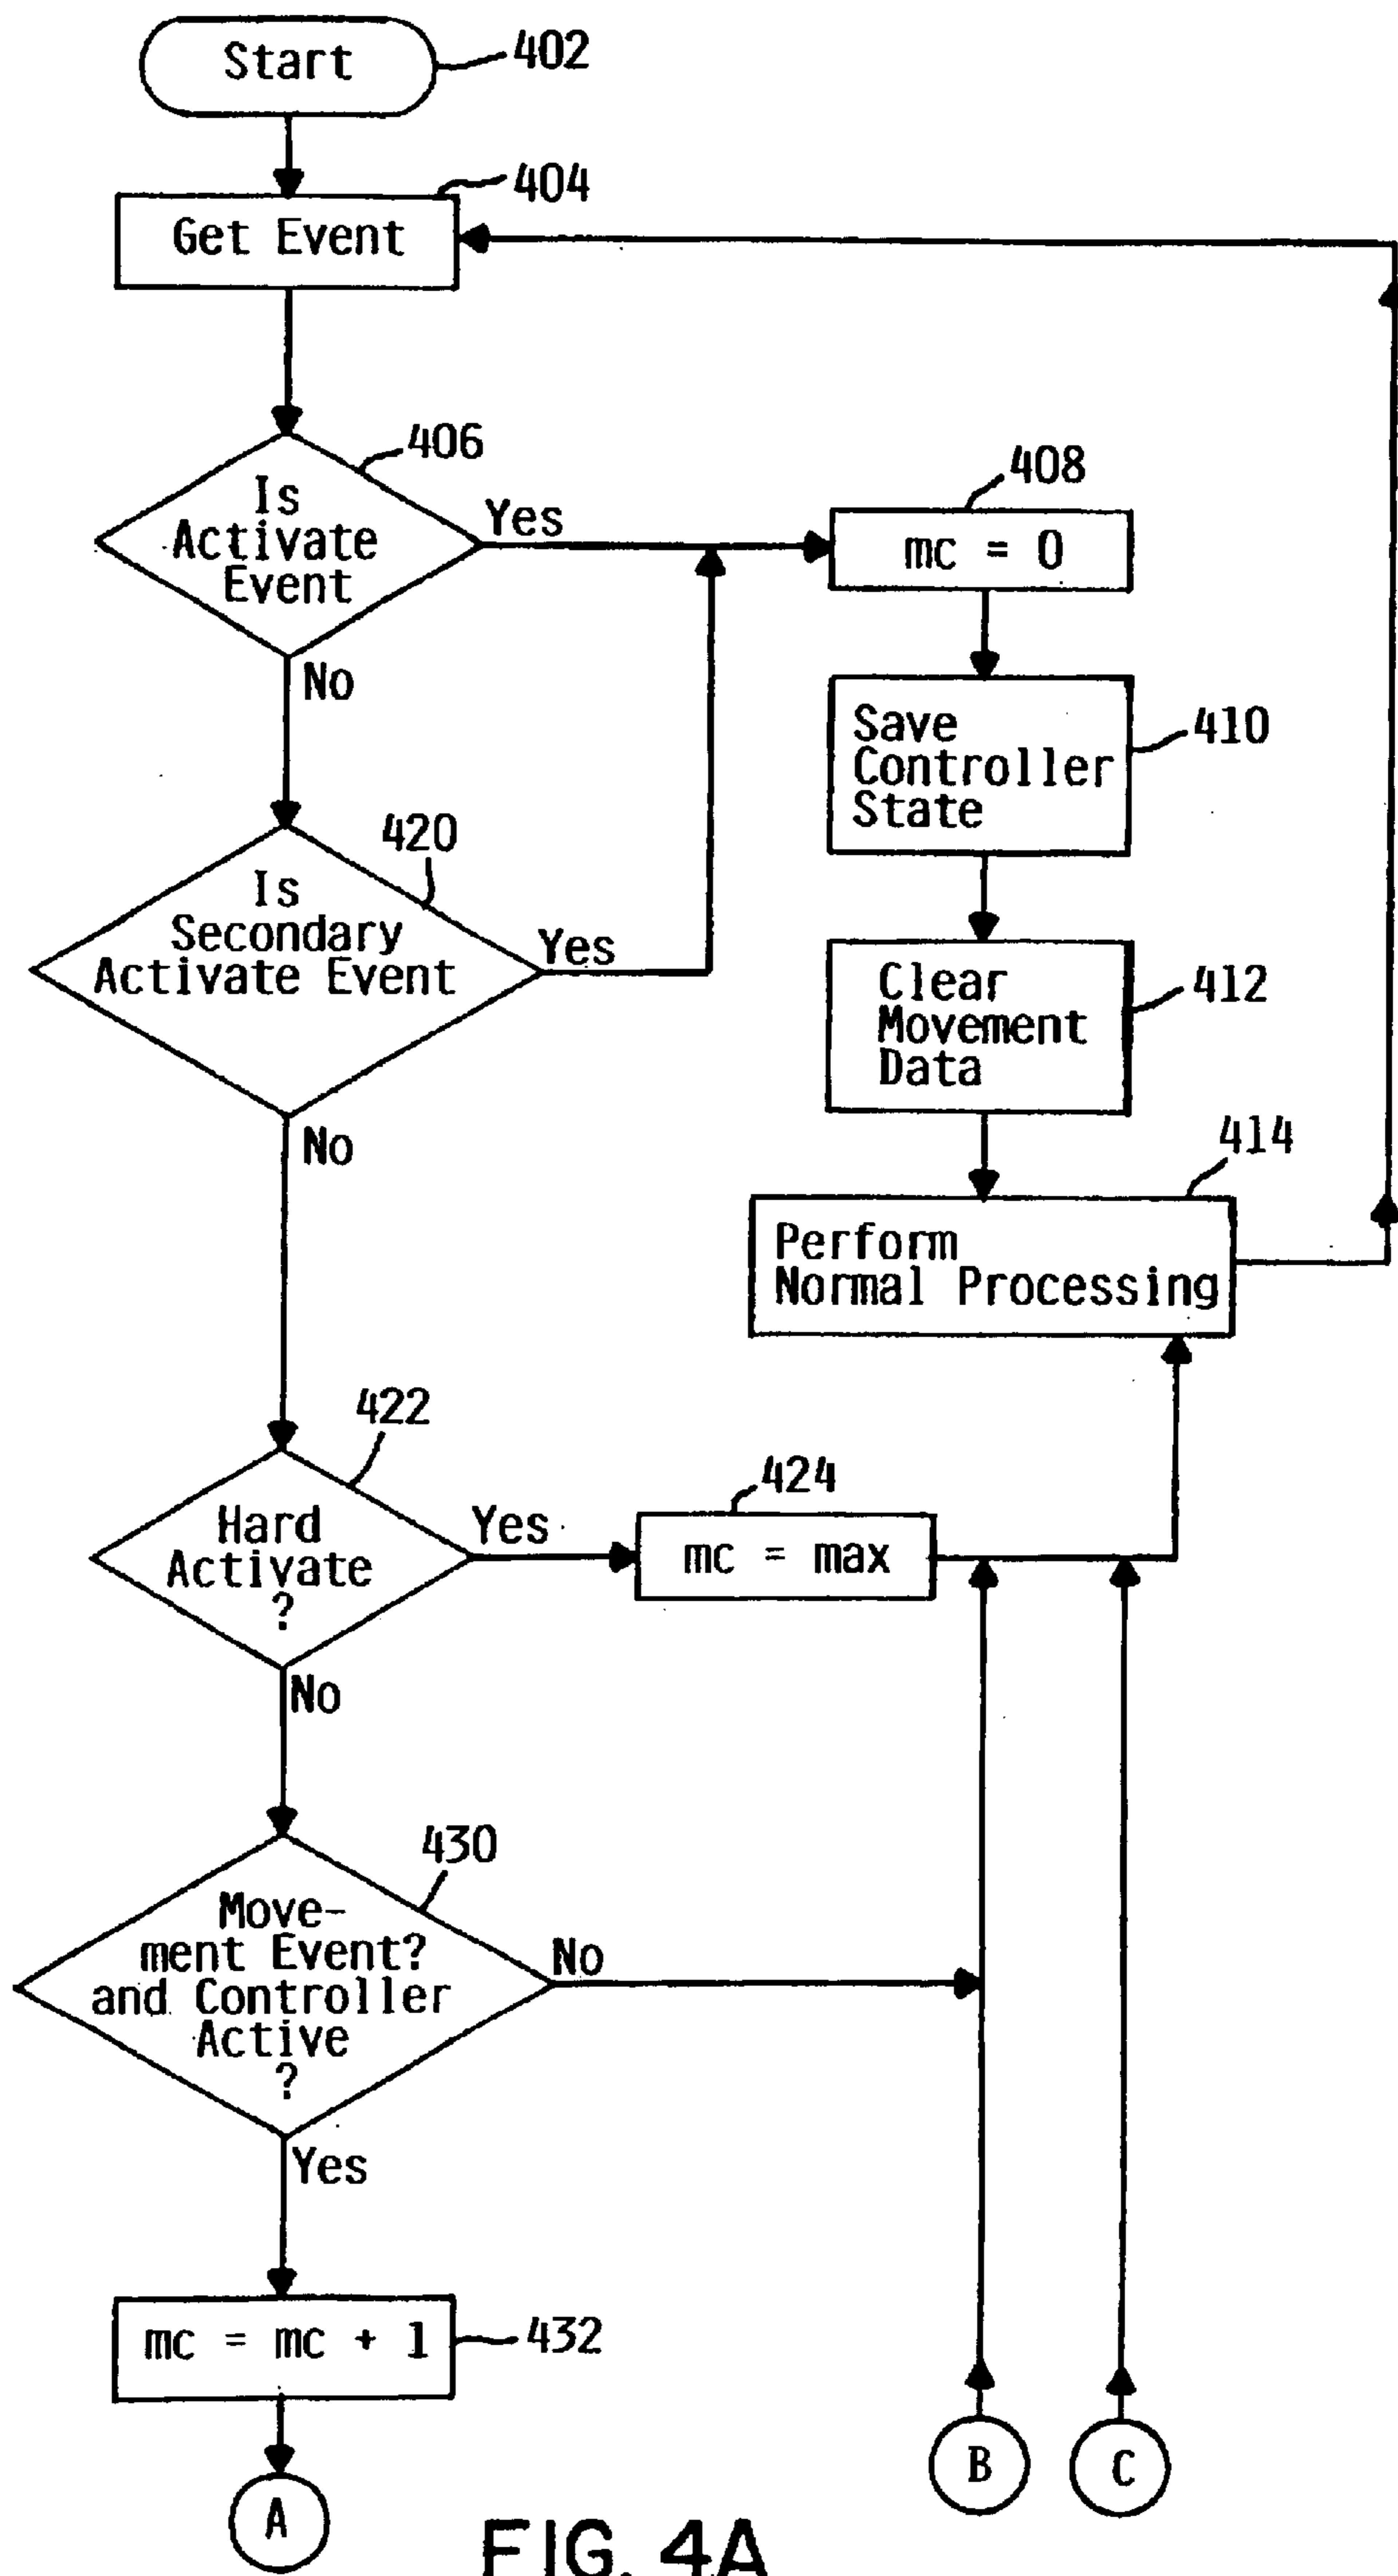 Start
402
404
Get Event
406
Is
Activate
Event
Yes
No
408
mc = 0
Save
Controller
State
410
420
Is
Secondary
Activate Event
Yes
No
Clear
Movement
Data
412
414
Perform
Normal Processing
422
Hard
Activate
?
Yes
No
424
mc = max
430
Move-
ment Event?
and Controller
Active
?
No
Yes
mc = mc + 1
432
A
B
C
FIG. 4A